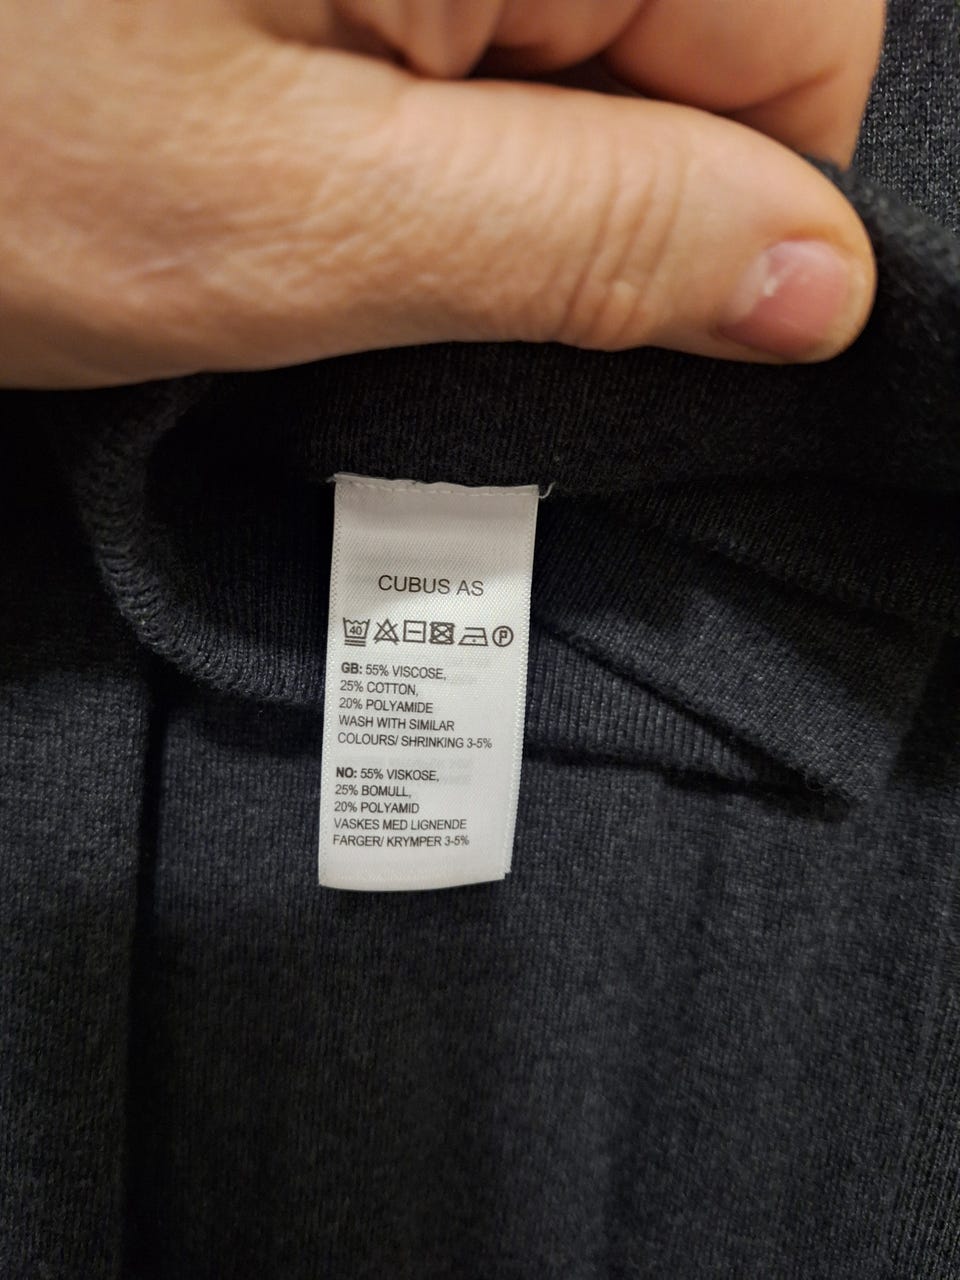 CUBUS AS
40 P
GB: 55% VISCOSE,
25% COTTON,
20% POLYAMIDE
WASH WITH SIMILAR
COLOURS/ SHRINKING 3-5%
NO: 55% VISKOSE,
25% BOMULL,
20% POLYAMID
VASKES MED LIGNENDE
FARGER/ KRYMPER 3-5%